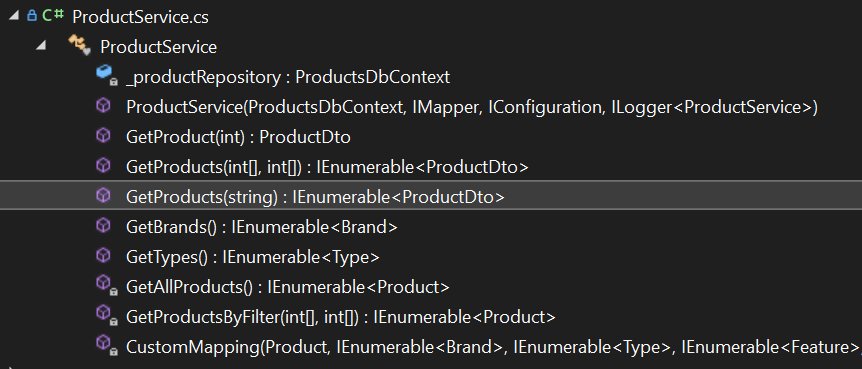 C# ProductService.cs
ProductService
_productRepository : ProductsDbContext
ProductService(ProductsDbContext, IMapper, IConfiguration, ILogger<ProductService>)
GetProduct(int) : ProductDto
GetProducts(int[], int[]) : IEnumerable<ProductDto>
GetProducts(string) : IEnumerable<ProductDto>
GetBrands() : IEnumerable<Brand>
GetTypes() : IEnumerable<Type>
GetAllProducts() : IEnumerable<Product>
GetProductsByFilter(int[], int[]) : IEnumerable<Product>
CustomMapping(Product, IEnumerable<Brand>, IEnumerable<Type>, IEnumerable<Feature>,